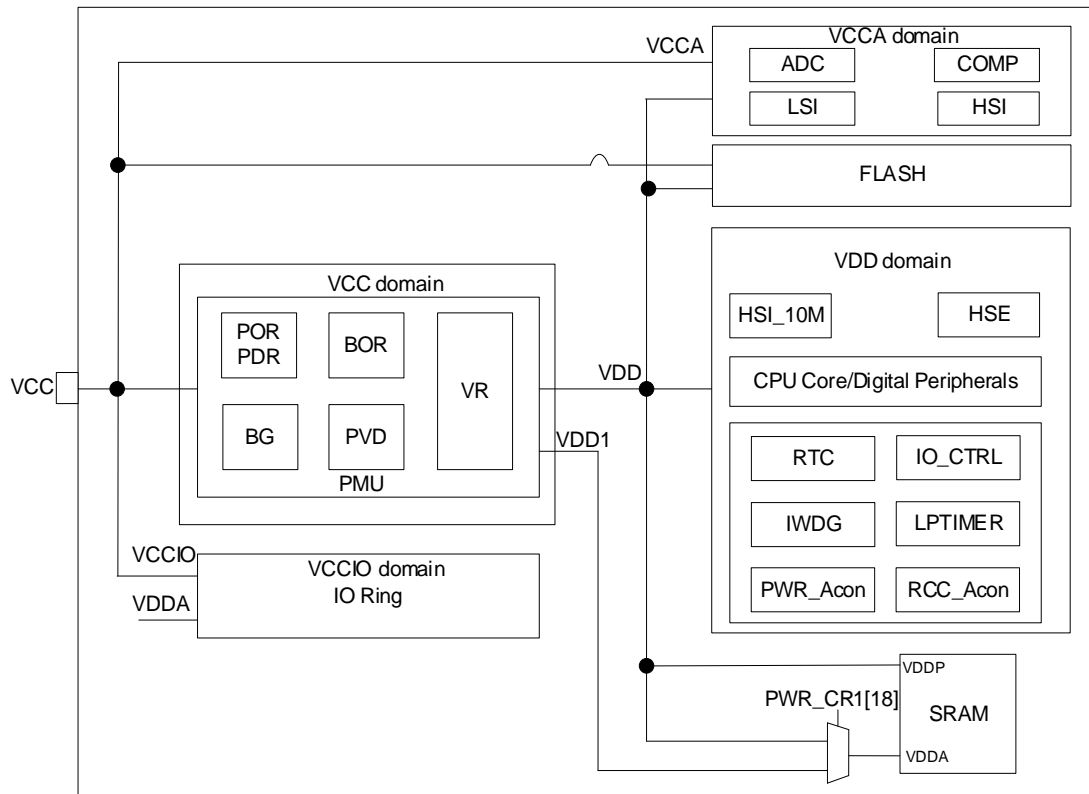 VCCA
VCCA domain
ADC
COMP
LSI
HSI
FLASH
VCC domain
POR
PDR
BOR
VR
BG
PVD
PMU
VCC
VDD
VDD1
VDD domain
HSI_10M
HSE
CPU Core/Digital Peripherals
RTC
IO_CTRL
IWDG
LPTIMER
PWR_Acon
RCC_Acon
VCCIO
VCCIO domain
IO Ring
VDDA
PWR_CR1[18]
VDDP
SRAM
VDDA